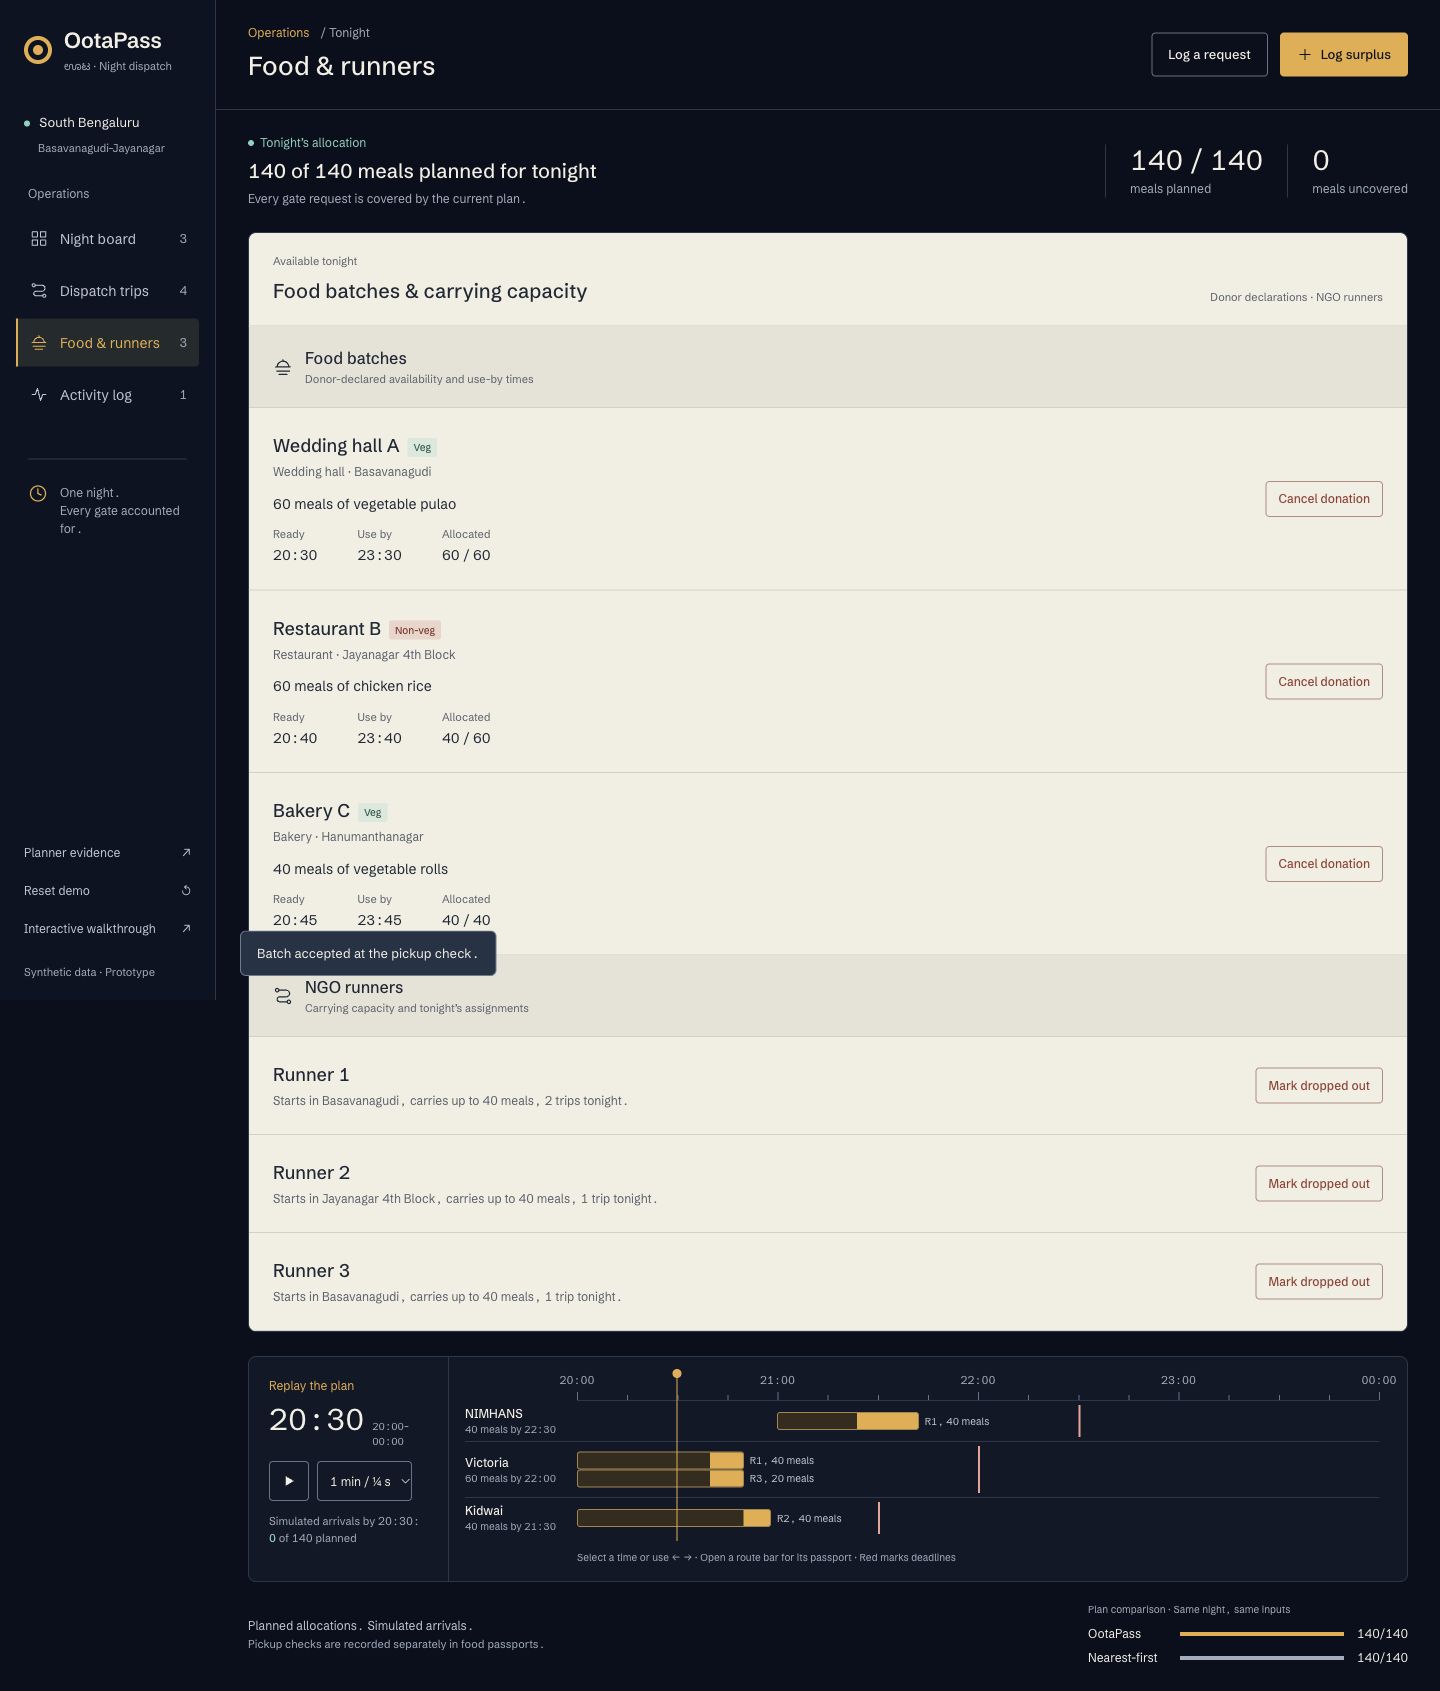 OotaPass
ಊಟ · Night dispatch
South Bengaluru
Basavanagudi–Jayanagar
Operations
Night board 3
Dispatch trips 4
Food & runners 3
Activity log 1
One night.
Every gate accounted
for.
Planner evidence
Reset demo
Interactive walkthrough
Synthetic data · Prototype
Operations / Tonight
Food & runners
Log a request
Log surplus
Tonight's allocation
140 of 140 meals planned for tonight
Every gate request is covered by the current plan.
140 / 140
meals planned
0
meals uncovered
Available tonight
Food batches & carrying capacity
Donor declarations · NGO runners
Food batches
Donor-declared availability and use-by times
Wedding hall A Veg
Wedding hall · Basavanagudi
60 meals of vegetable pulao
Ready Use by Allocated
20:30 23:30 60 / 60
Cancel donation
Restaurant B Non-veg
Restaurant · Jayanagar 4th Block
60 meals of chicken rice
Ready Use by Allocated
20:40 23:40 40 / 60
Cancel donation
Bakery C Veg
Bakery · Hanumanthanagar
40 meals of vegetable rolls
Ready Use by Allocated
20:45 23:45 40 / 40
Cancel donation
Batch accepted at the pickup check.
NGO runners
Carrying capacity and tonight's assignments
Runner 1
Starts in Basavanagudi, carries up to 40 meals, 2 trips tonight.
Mark dropped out
Runner 2
Starts in Jayanagar 4th Block, carries up to 40 meals, 1 trip tonight.
Mark dropped out
Runner 3
Starts in Basavanagudi, carries up to 40 meals, 1 trip tonight.
Mark dropped out
Replay the plan
20:30 20:00–
00:00
1 min / ¼ s
Simulated arrivals by 20:30:
0 of 140 planned
20:00 21:00 22:00 23:00 00:00
NIMHANS
40 meals by 22:30
R1, 40 meals
Victoria
60 meals by 22:00
R1, 40 meals
R3, 20 meals
Kidwai
40 meals by 21:30
R2, 40 meals
Select a time or use ← → · Open a route bar for its passport · Red marks deadlines
Planned allocations. Simulated arrivals.
Pickup checks are recorded separately in food passports.
Plan comparison · Same night, same inputs
OotaPass 140/140
Nearest-first 140/140